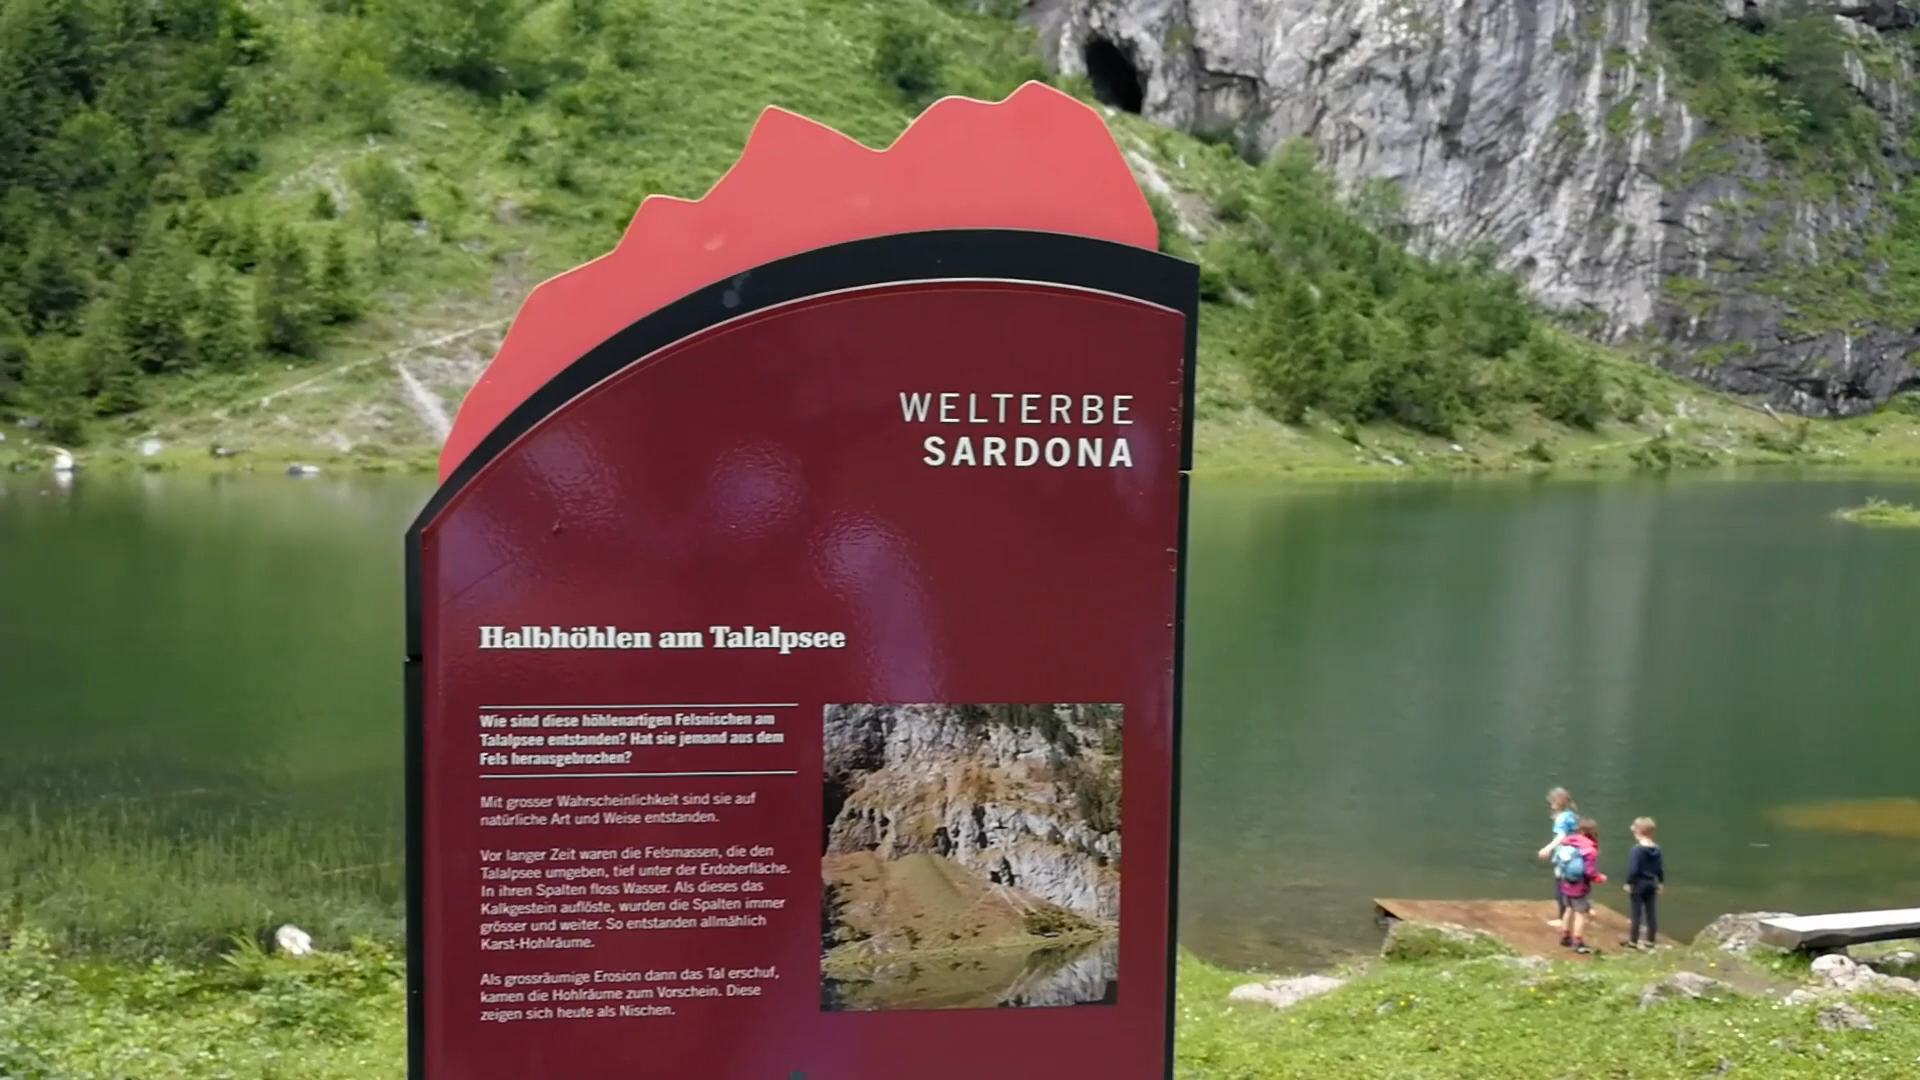 WELTERBE
SARDONA
Halbhöhlen am Talalpsee
Wie sind diese höhlenartigen Felsnischen am
Talalpsee entstanden? Hat sie jemand aus dem
Fels herausgebrochen?
Mit grosser Wahrscheinlichkeit sind sie auf
natürliche Art und Weise entstanden.
Vor langer Zeit waren die Felsmassen, die den
Talalpsee umgeben, tief unter der Erdoberfläche.
In ihren Spalten floss Wasser. Als dieses das
Kalkgestein auflöste, wurden die Spalten immer
grösser und weiter. So entstanden allmählich
Karst-Hohlräume.
Als grossräumige Erosion dann das Tal erschuf,
kamen die Hohlräume zum Vorschein. Diese
zeigen sich heute als Nischen.